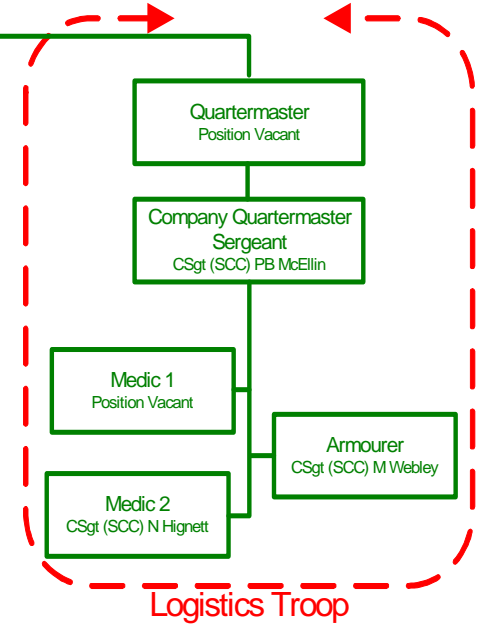 Quartermaster
Position Vacant
Company Quartermaster
Sergeant
CSgt (SCC) PB McEllin
Medic 1
Position Vacant
Armourer
CSgt (SCC) M Webley
Medic 2
CSgt (SCC) N Hignett
Logistics Troop